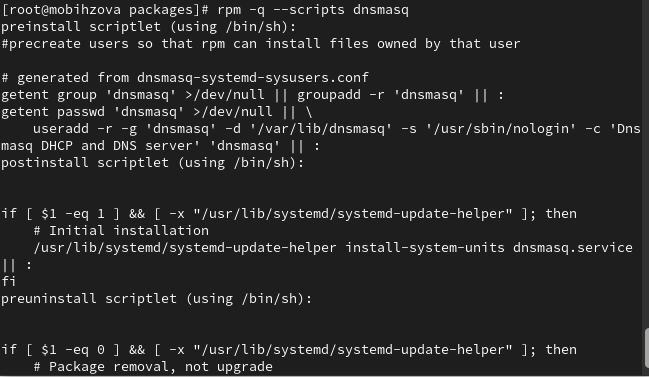 [root@mobihzova packages]# rpm -q --scripts dnsmasq
preinstall scriptlet (using /bin/sh):
#precreate users so that rpm can install files owned by that user

# generated from dnsmasq-systemd-sysusers.conf
getent group 'dnsmasq' >/dev/null || groupadd -r 'dnsmasq' || :
getent passwd 'dnsmasq' >/dev/null || \
    useradd -r -g 'dnsmasq' -d '/var/lib/dnsmasq' -s '/usr/sbin/nologin' -c 'Dns
masq DHCP and DNS server' 'dnsmasq' || :
postinstall scriptlet (using /bin/sh):


if [ $1 -eq 1 ] && [ -x "/usr/lib/systemd/systemd-update-helper" ]; then
    # Initial installation
    /usr/lib/systemd/systemd-update-helper install-system-units dnsmasq.service
|| :
fi
preuninstall scriptlet (using /bin/sh):


if [ $1 -eq 0 ] && [ -x "/usr/lib/systemd/systemd-update-helper" ]; then
    # Package removal, not upgrade